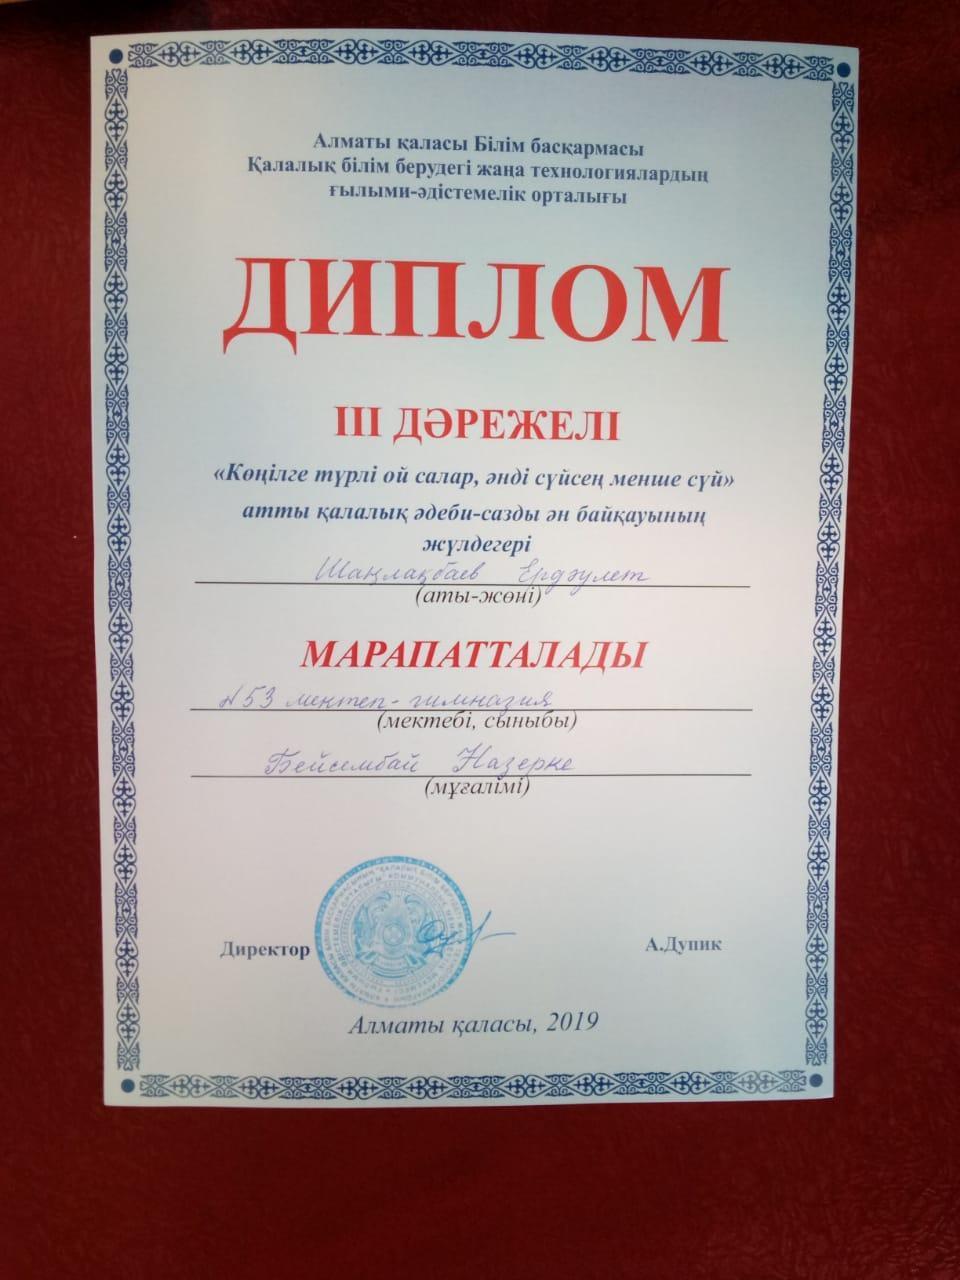 Алматы қаласы Білім басқармасы
Қалалық білім берудегі жаңа технологиялардың
ғылыми-әдістемелік орталығы
ДИПЛОМ
ІІІ ДӘРЕЖЕЛІ
«Көңілге түрлі ой салар, әнді сүйсең менше сүй»
атты қалалық әдеби-сазды ән байқауының
жүлдегері
Шаңлақбаев Ердәулет
(аты-жөні)
МАРАПАТТАЛАДЫ
№53 мектеп-гимназия
(мектебі, сыныбы)
Бейсембай Назерке
(мұғалімі)
Директор А.Дупик
Алматы қаласы, 2019